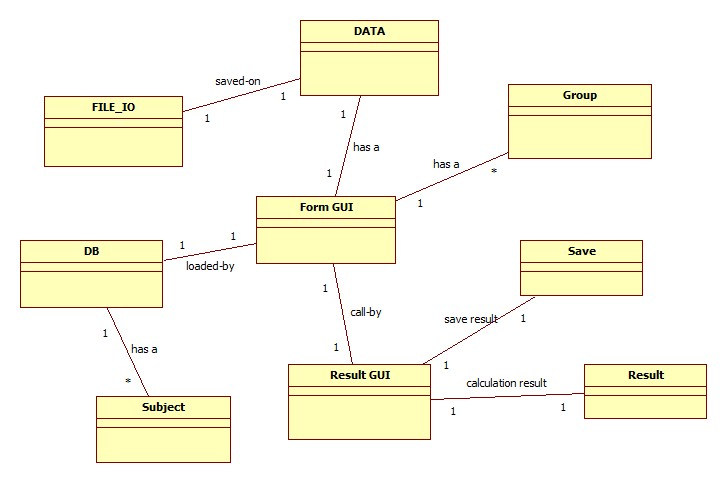 DATA
saved-on
1
1
FILE_IO
Group
1
has a
1
has a
*
1
Form GUI
1
1
DB
loaded-by
Save
1
call-by
1
save result
1
1
has a
*
1
Result GUI
calculation result
Result
1
1
Subject